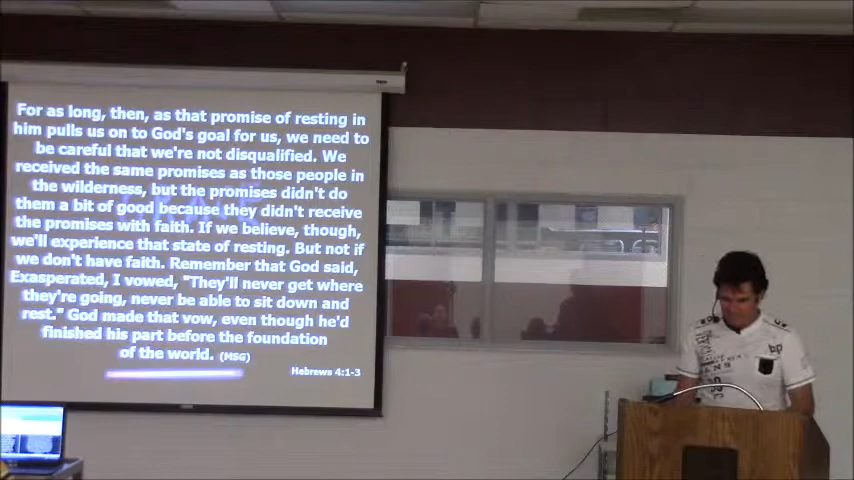 For as long, then, as that promise of resting in
him pulls us on to God's goal for us, we need to
be careful that we're not disqualified. We
received the same promises as those people in
the wilderness, but the promises didn't do
them a bit of good because they didn't receive
the promises with faith. If we believe, though,
we'll experience that state of resting. But not if
we don't have faith. Remember that God said,
Exasperated, I vowed, "They'll never get where
they're going, never be able to sit down and
rest." God made that vow, even though he'd
finished his part before the foundation
of the world. (MSG)
Hebrews 4:1-3
bp